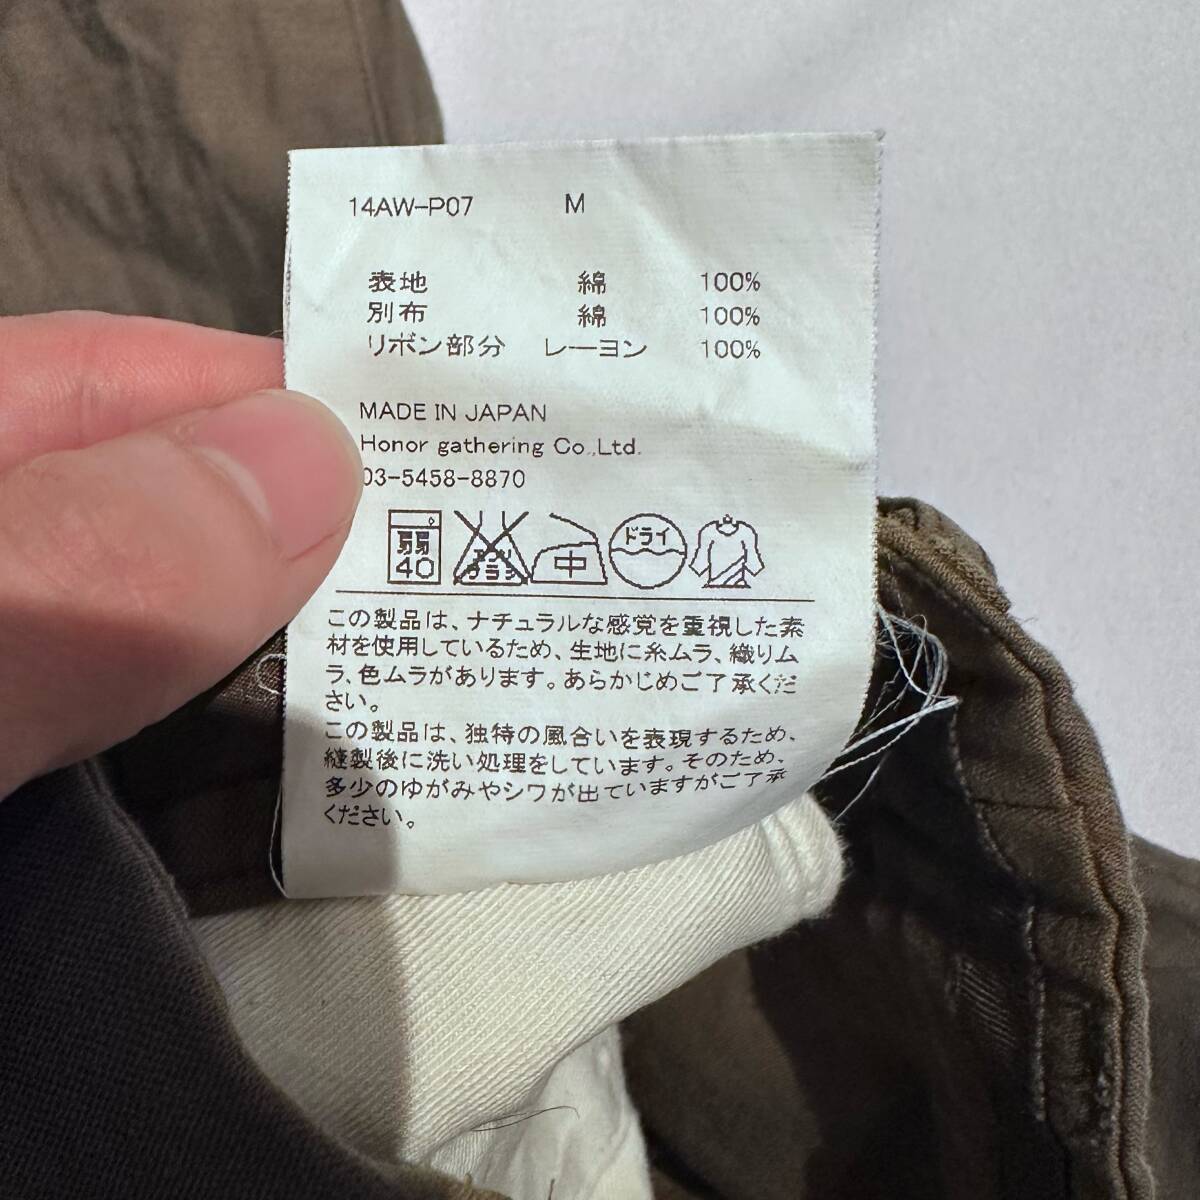 14AW-P07 M
表地 綿 100%
別布 綿 100%
リボン部分 レーヨン 100%
MADE IN JAPAN
Honor gathering Co.,Ltd.
03-5458-8870
弱 40 エンソ サラシ 中 ドライ
この製品は、ナチュラルな感覚を重視した素
材を使用しているため、生地に糸ムラ、織りム
ラ、色ムラがあります。あらかじめご了承くだ
さい。
この製品は、独特の風合いを表現するため、
縫製後に洗い処理をしています。そのため、
多少のゆがみやシワが出ていますがご了承
ください。